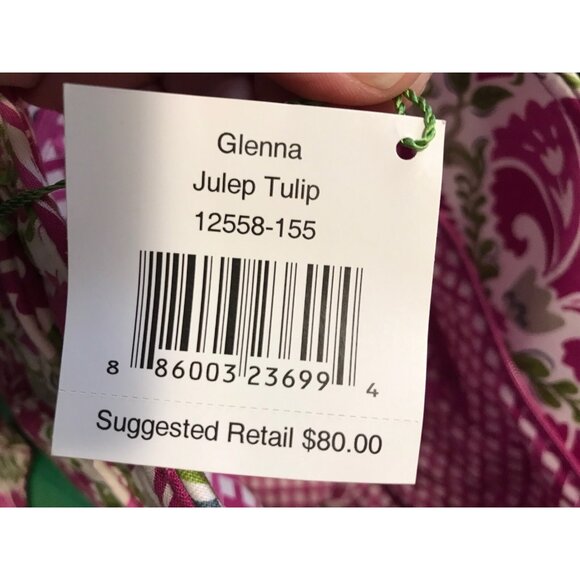 Glenna
Julep Tulip
12558-155
8 86003 23699 4
Suggested Retail $80.00